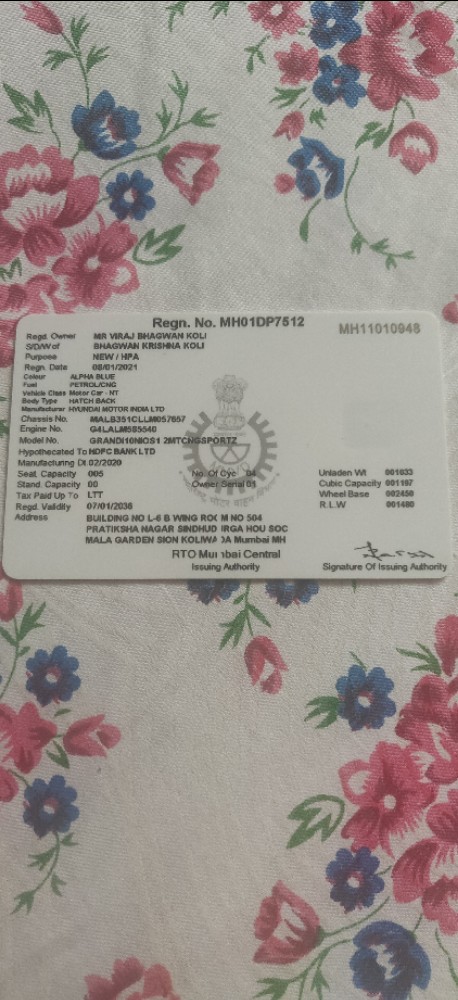 Regn. No. MH01DP7512
MH11010948
Regd. Owner MR VIRAJ BHAGWAN KOLI
S/D/W of BHAGWAN KRISHNA KOLI
Purpose NEW / HPA
Regn. Date 08/01/2021
Colour ALPHA BLUE
Fuel PETROL/CNG
Vehicle Class Motor Car - NT
Body Type HATCH BACK
Manufacturer HYUNDAI MOTOR INDIA LTD
Chassis No. MALB351CLLM057657
Engine No. G4LALM585540
Model No. GRANDI10NIOS1 2MTCNGSPORTZ
Hypothecated To HDFC BANK LTD
Manufacturing Dt 02/2020
Seat. Capacity 005 No. Of Cyc 04 Unladen Wt 001033
Stand. Capacity 00 Owner Serial 01 Cubic Capacity 001197
Tax Paid Up To LTT Wheel Base 002450
Regd. Validity 07/01/2036 R.L.W 001480
Address BUILDING NO L-6 B WING ROOM NO 504
PRATIKSHA NAGAR SINDHUDURGA HOU SOC
MALA GARDEN SION KOLIWADA Mumbai MH
RTO Mumbai Central
Issuing Authority Signature Of Issuing Authority